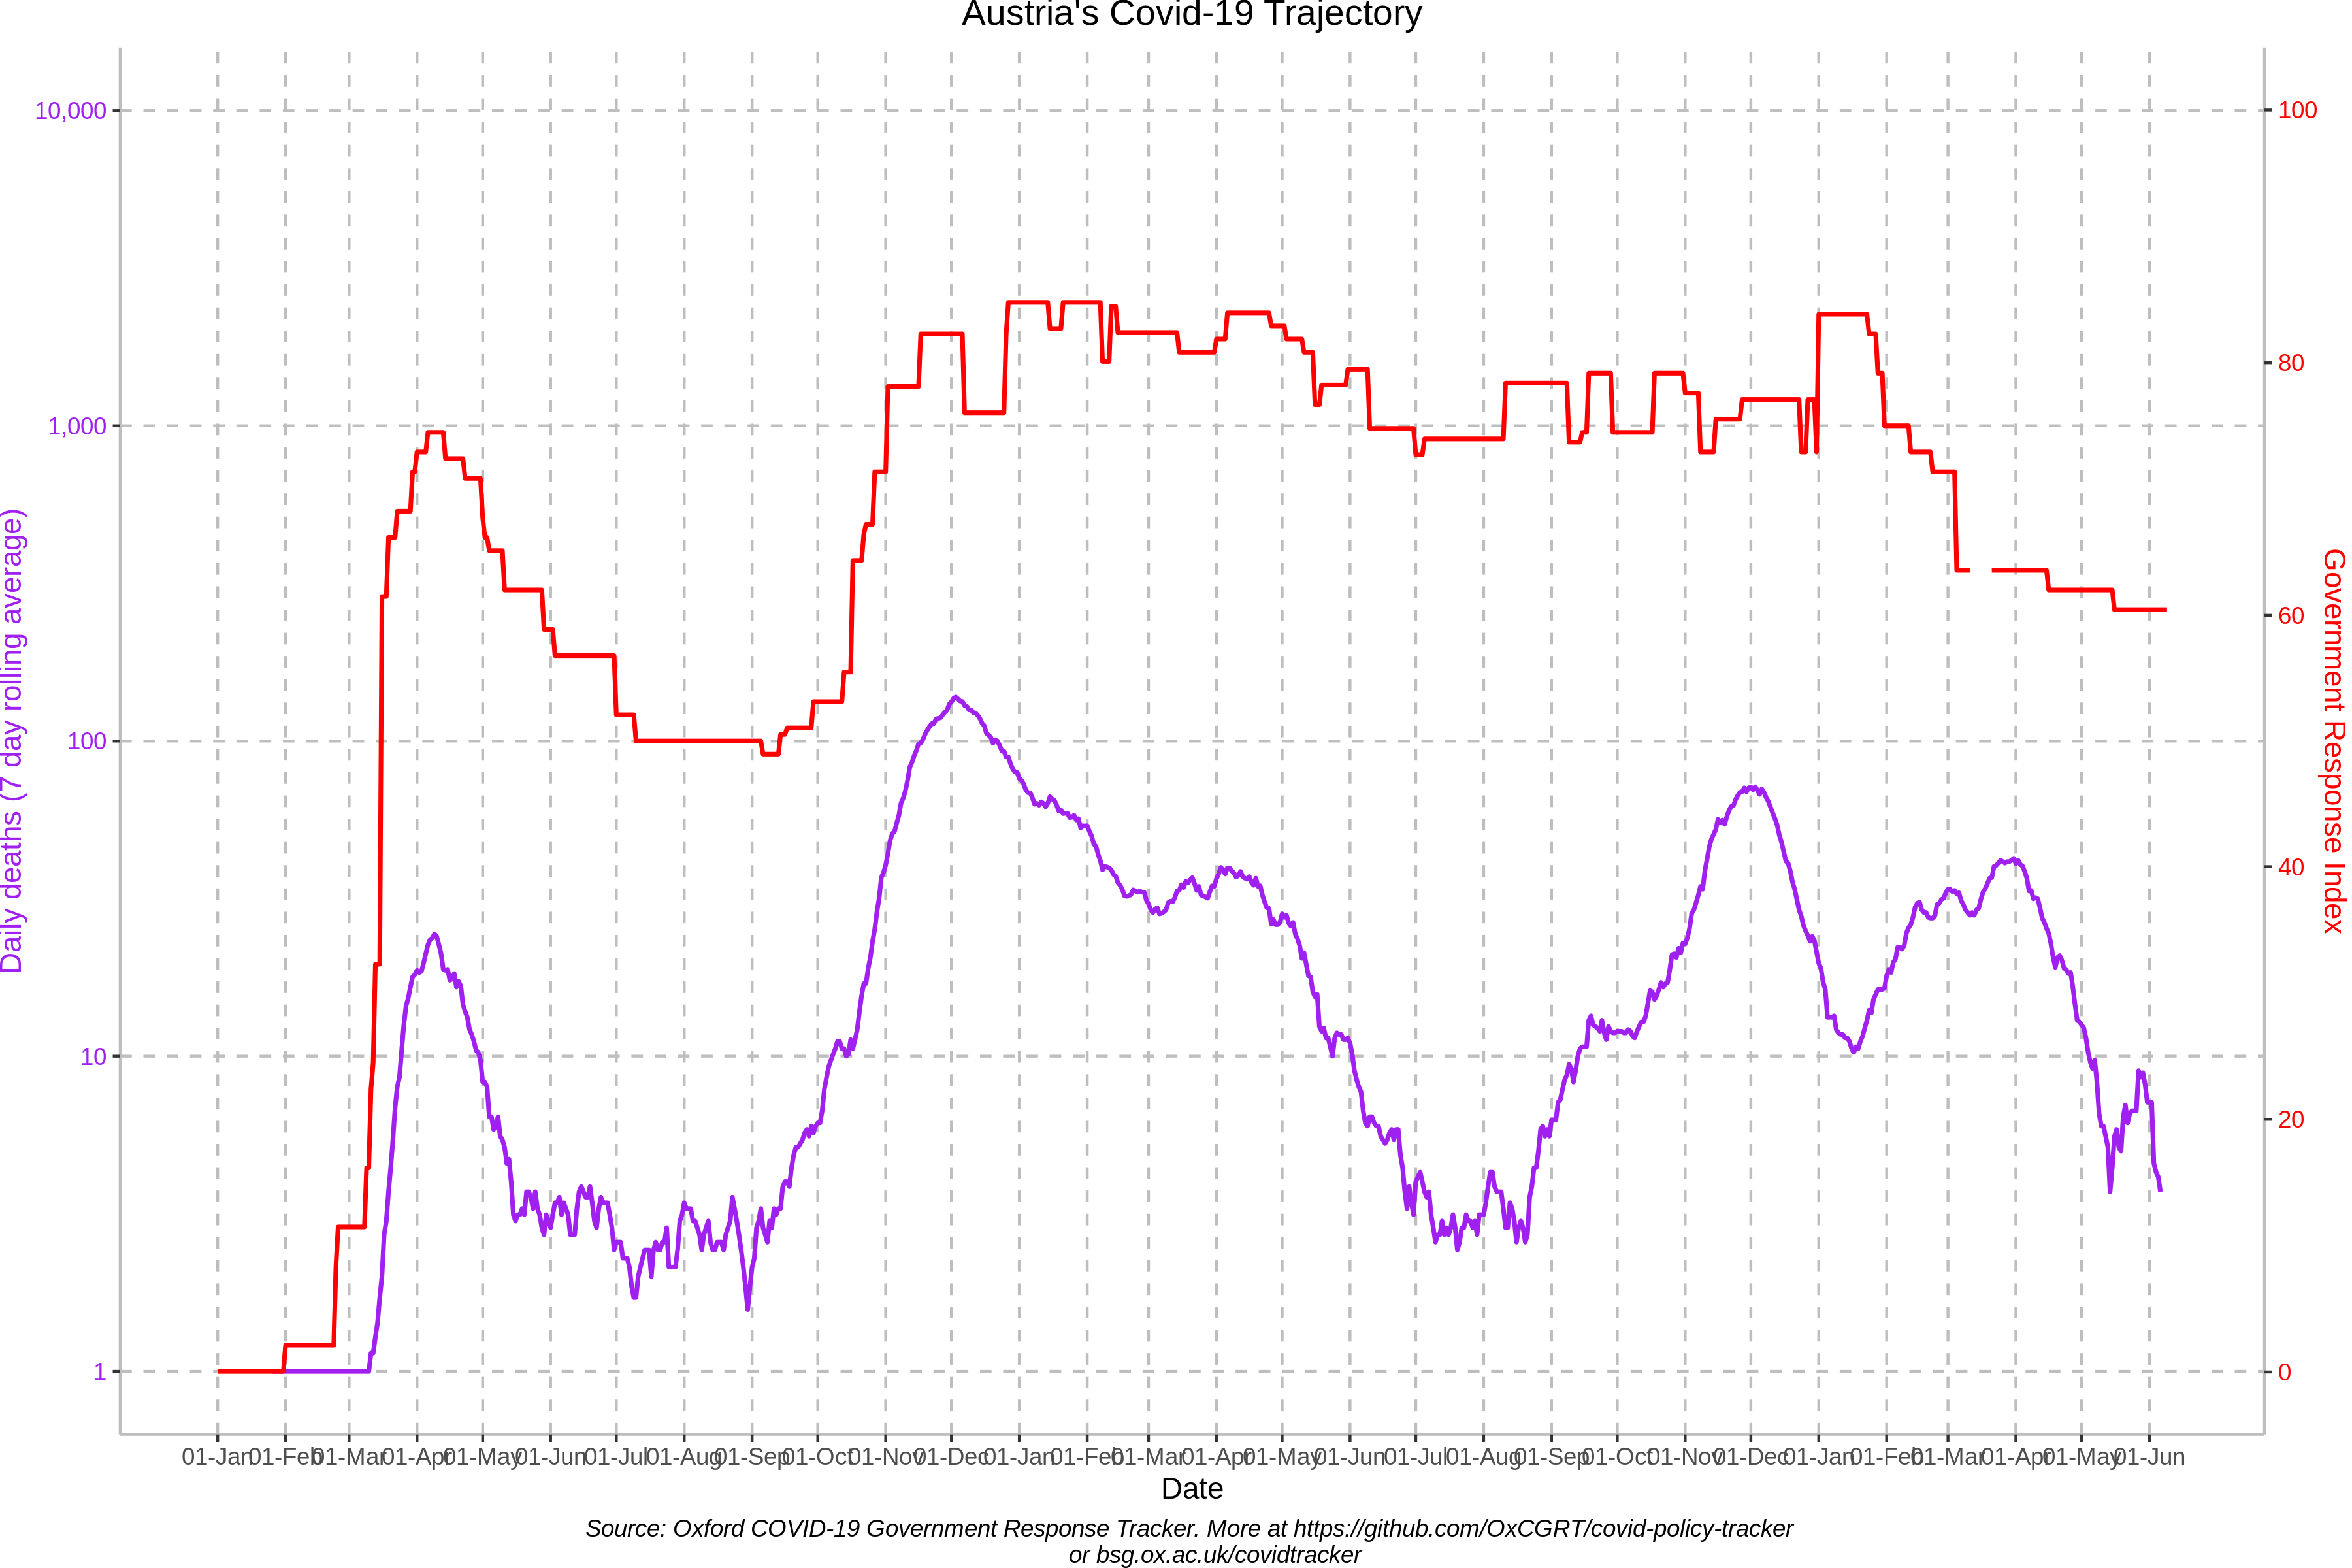 Austria's Covid-19 Trajectory
10,000
1,000
100
10
1
Daily deaths (7 day rolling average)
100
80
60
40
20
0
Government Response Index
01-Jan 01-Feb 01-Mar 01-Apr 01-May 01-Jun 01-Jul 01-Aug 01-Sep 01-Oct 01-Nov 01-Dec 01-Jan 01-Feb 01-Mar 01-Apr 01-May 01-Jun 01-Jul 01-Aug 01-Sep 01-Oct 01-Nov 01-Dec 01-Jan 01-Feb 01-Mar 01-Apr 01-May 01-Jun
Date
Source: Oxford COVID-19 Government Response Tracker. More at https://github.com/OxCGRT/covid-policy-tracker
or bsg.ox.ac.uk/covidtracker